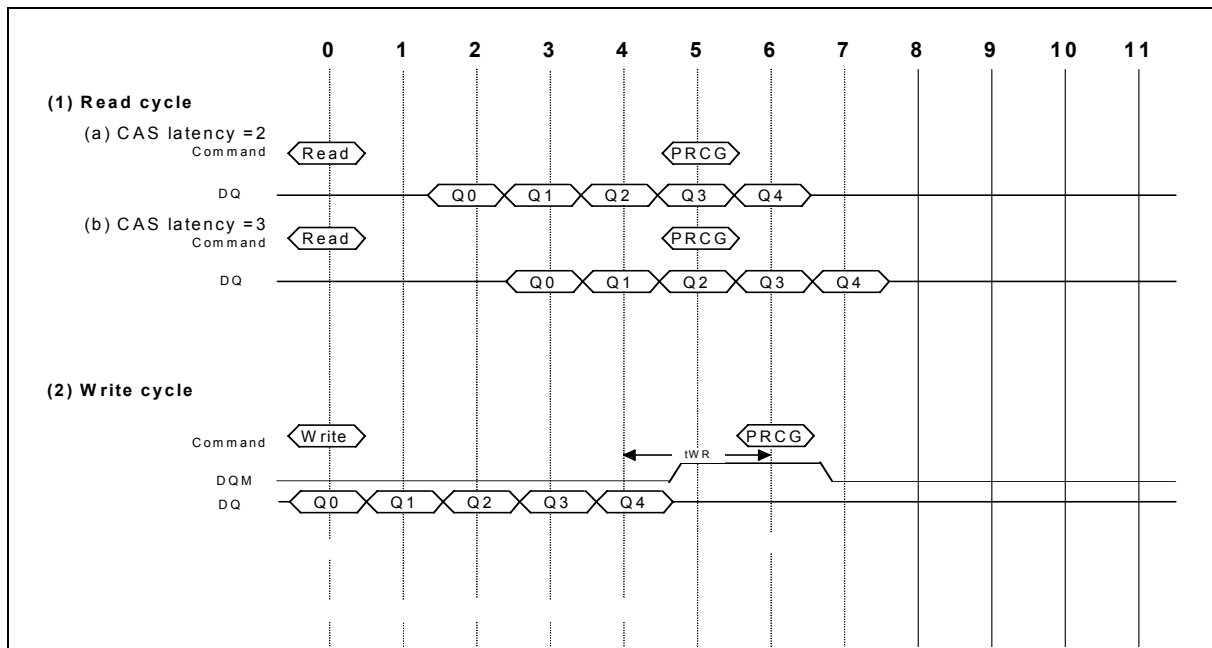 0 1 2 3 4 5 6 7 8 9 10 11
(1) Read cycle
(a) CAS latency =2
Command Read PRCG
DQ Q0 Q1 Q2 Q3 Q4
(b) CAS latency =3
Command Read PRCG
DQ Q0 Q1 Q2 Q3 Q4
(2) Write cycle
Command Write PRCG
tWR
DQM
DQ Q0 Q1 Q2 Q3 Q4